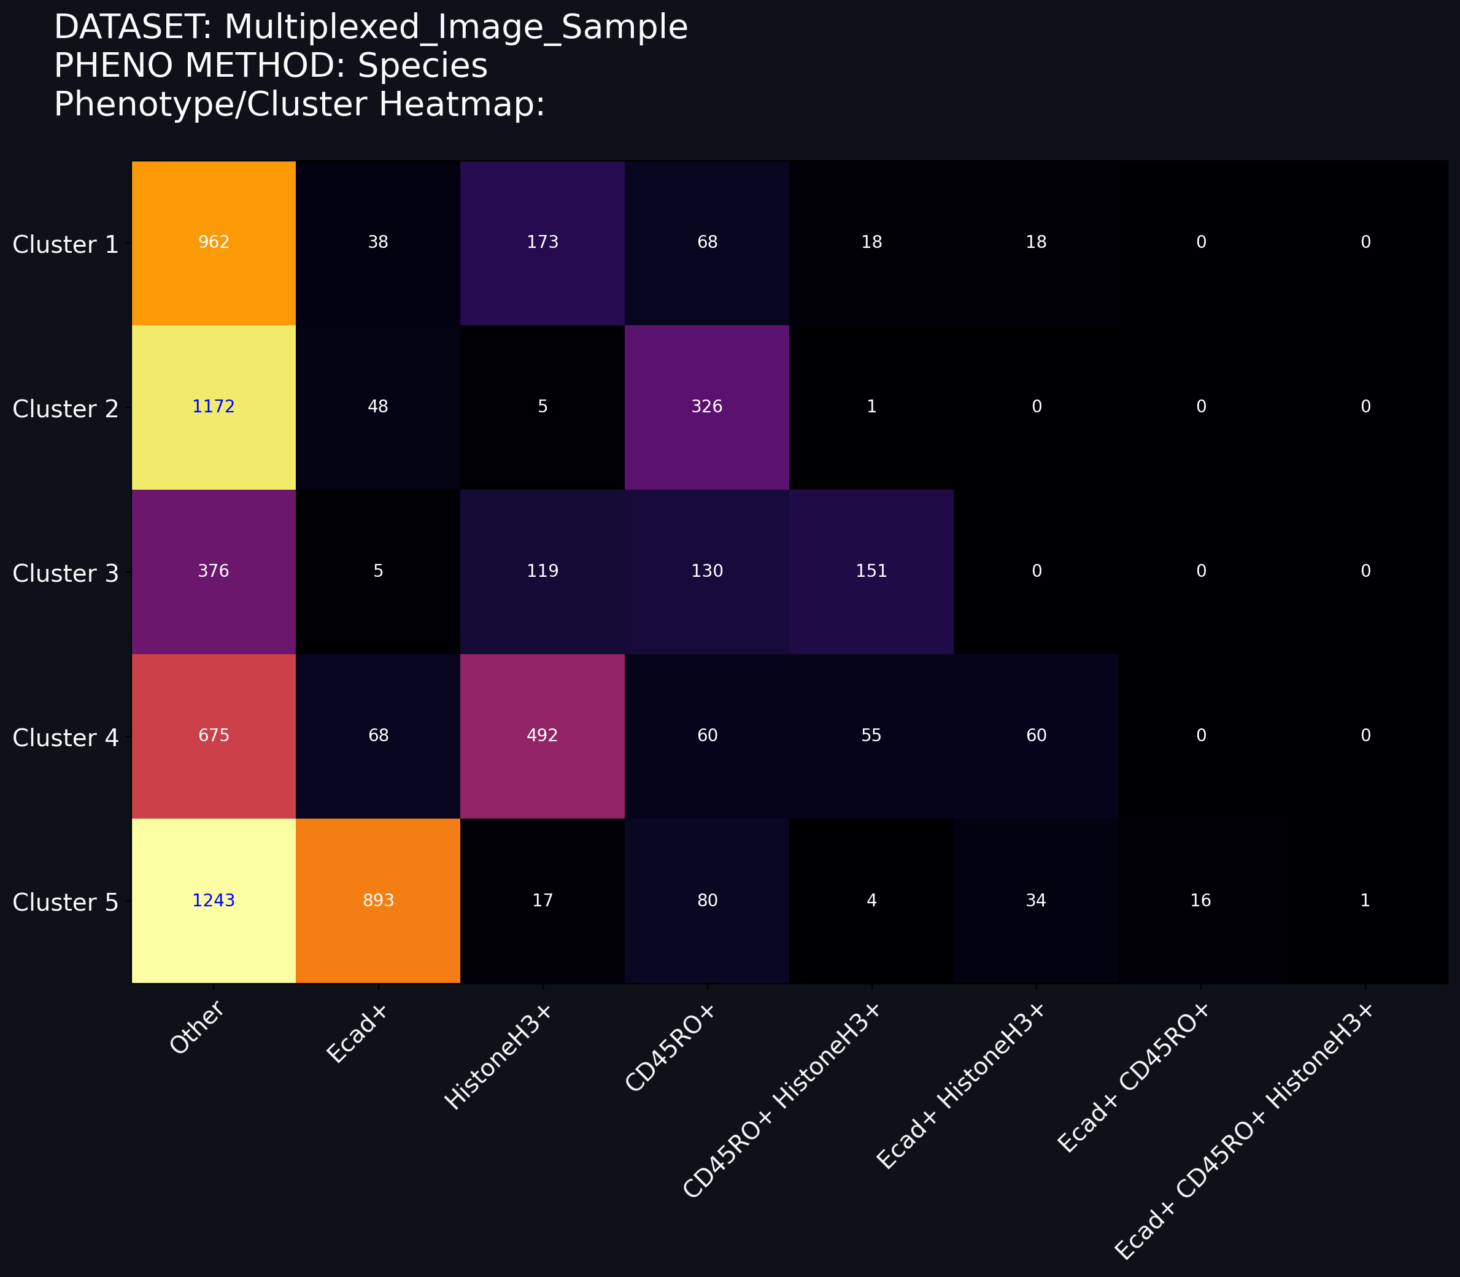 DATASET: Multiplexed_Image_Sample
PHENO METHOD: Species
Phenotype/Cluster Heatmap:
Cluster 1 962 38 173 68 18 18 0 0
Cluster 2 1172 48 5 326 1 0 0 0
Cluster 3 376 5 119 130 151 0 0 0
Cluster 4 675 68 492 60 55 60 0 0
Cluster 5 1243 893 17 80 4 34 16 1
Other
Ecad+
HistoneH3+
CD45RO+
CD45RO+ HistoneH3+
Ecad+ HistoneH3+
Ecad+ CD45RO+
Ecad+ CD45RO+ HistoneH3+